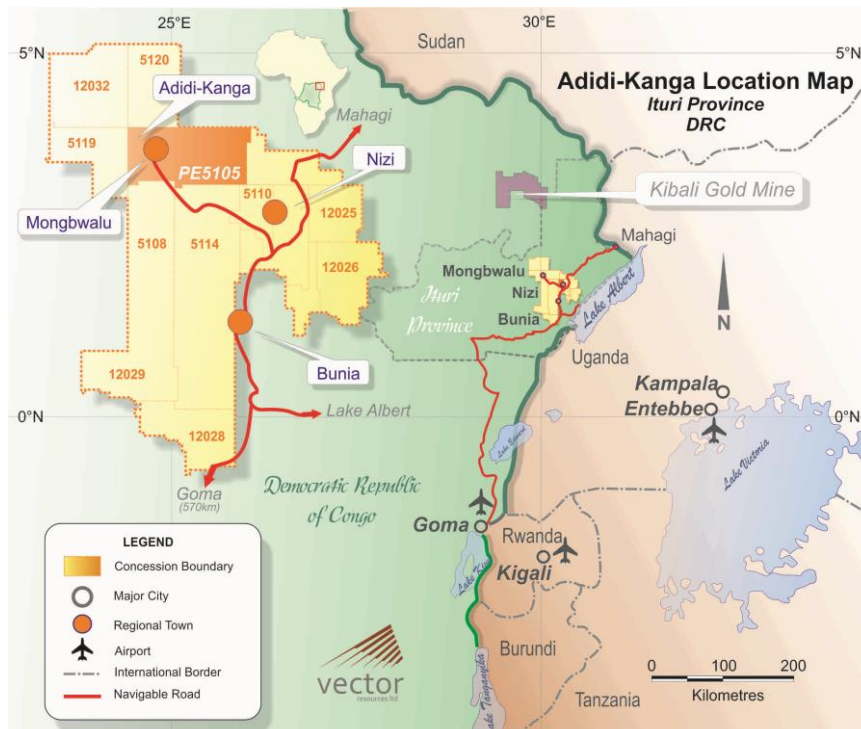 25°E
30°E
5°N
5°N
0°N
0°N
Sudan
Adidi-Kanga Location Map
Ituri Province
DRC
5120
12032
Adidi-Kanga
5119
PE5105
Mahagi
Nizi
5110
Mongbwalu
12025
5108
5114
12026
Bunia
12029
Lake Albert
12028
Goma
(570km)
Kibali Gold Mine
Mahagi
Mongbwalu
Nizi
Bunia
Ituri
Province
Lake Albert
Uganda
N
Kampala
Entebbe
Lake Victoria
Democratic Republic
of Congo
Goma
Rwanda
Kigali
Burundi
Lake Tanganyika
Tanzania
LEGEND
Concession Boundary
Major City
Regional Town
Airport
International Border
Navigable Road
vector
resources ltd
0 100 200
Kilometres